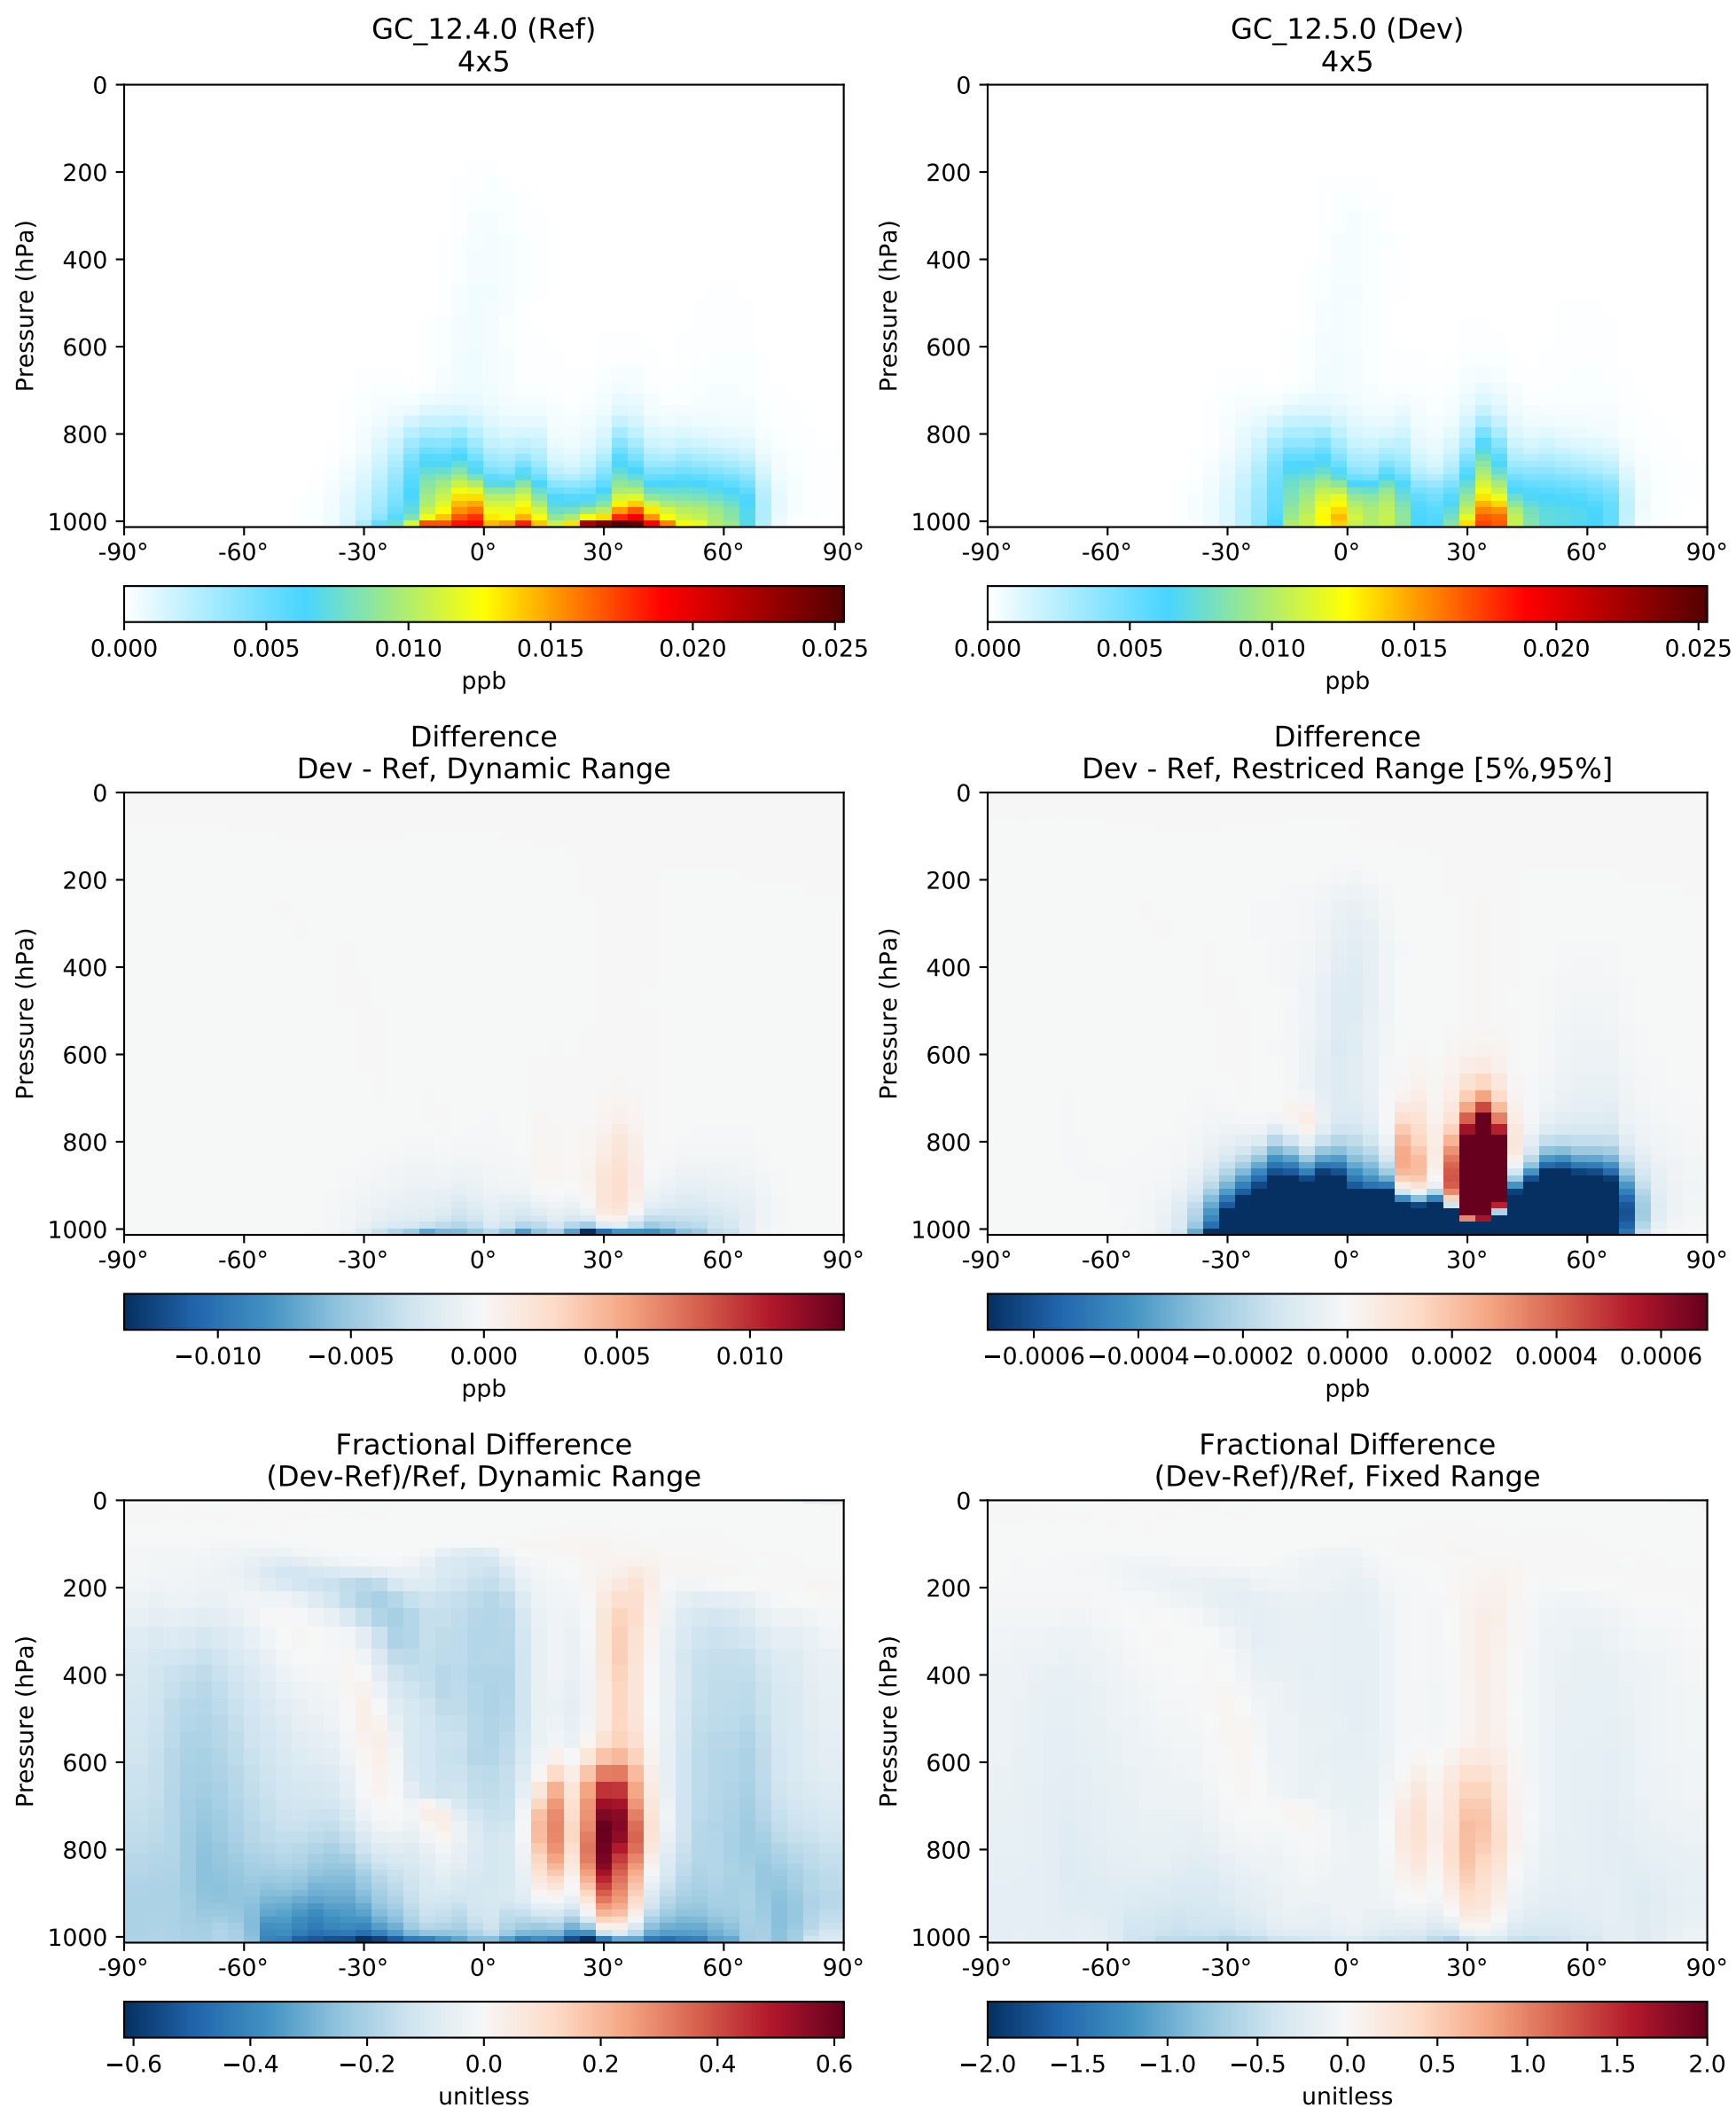 GC_12.4.0 (Ref)
4x5
Pressure (hPa)
0
200
400
600
800
1000
-90° -60° -30° 0° 30° 60° 90°
0.000 0.005 0.010 0.015 0.020 0.025
ppb
GC_12.5.0 (Dev)
4x5
Pressure (hPa)
0
200
400
600
800
1000
-90° -60° -30° 0° 30° 60° 90°
0.000 0.005 0.010 0.015 0.020 0.025
ppb
Difference
Dev - Ref, Dynamic Range
Pressure (hPa)
0
200
400
600
800
1000
-90° -60° -30° 0° 30° 60° 90°
−0.010 −0.005 0.000 0.005 0.010
ppb
Difference
Dev - Ref, Restriced Range [5%,95%]
Pressure (hPa)
0
200
400
600
800
1000
-90° -60° -30° 0° 30° 60° 90°
−0.0006 −0.0004 −0.0002 0.0000 0.0002 0.0004 0.0006
ppb
Fractional Difference
(Dev-Ref)/Ref, Dynamic Range
Pressure (hPa)
0
200
400
600
800
1000
-90° -60° -30° 0° 30° 60° 90°
−0.6 −0.4 −0.2 0.0 0.2 0.4 0.6
unitless
Fractional Difference
(Dev-Ref)/Ref, Fixed Range
Pressure (hPa)
0
200
400
600
800
1000
-90° -60° -30° 0° 30° 60° 90°
−2.0 −1.5 −1.0 −0.5 0.0 0.5 1.0 1.5 2.0
unitless